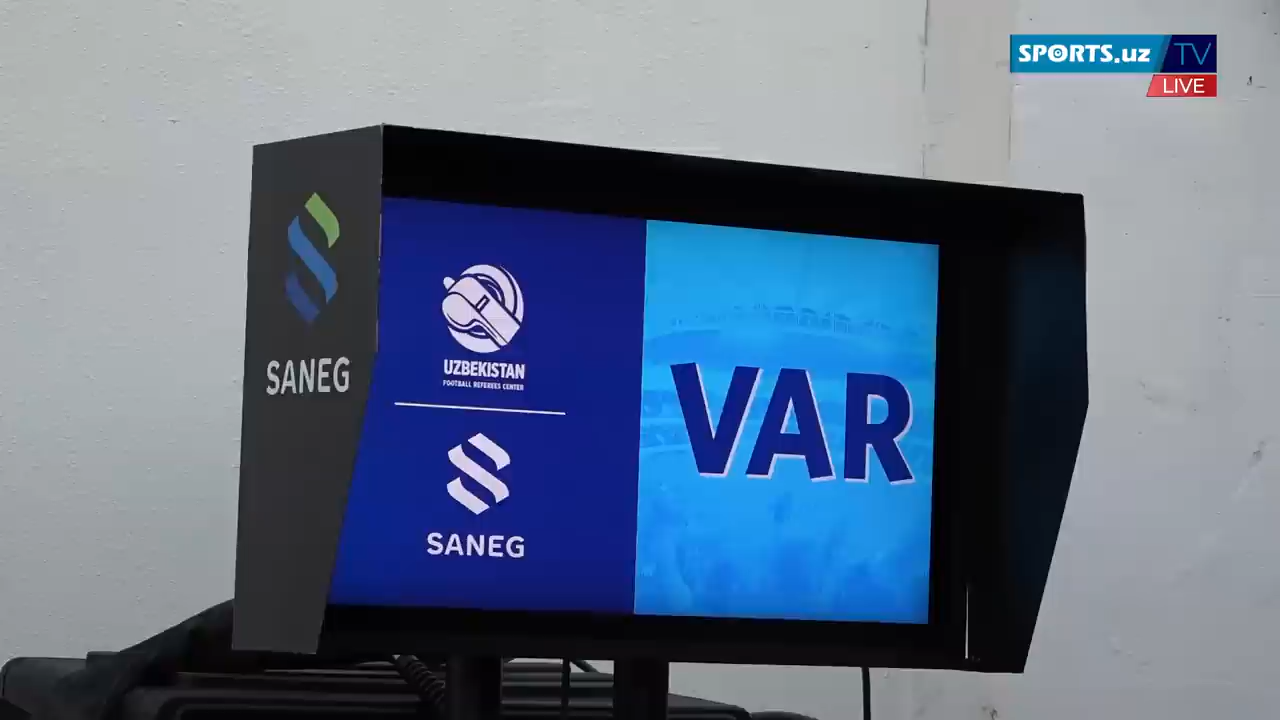 SPORTS.uz TV
LIVE
SANEG
UZBEKISTAN
FOOTBALL REFEREES CENTER
SANEG
VAR